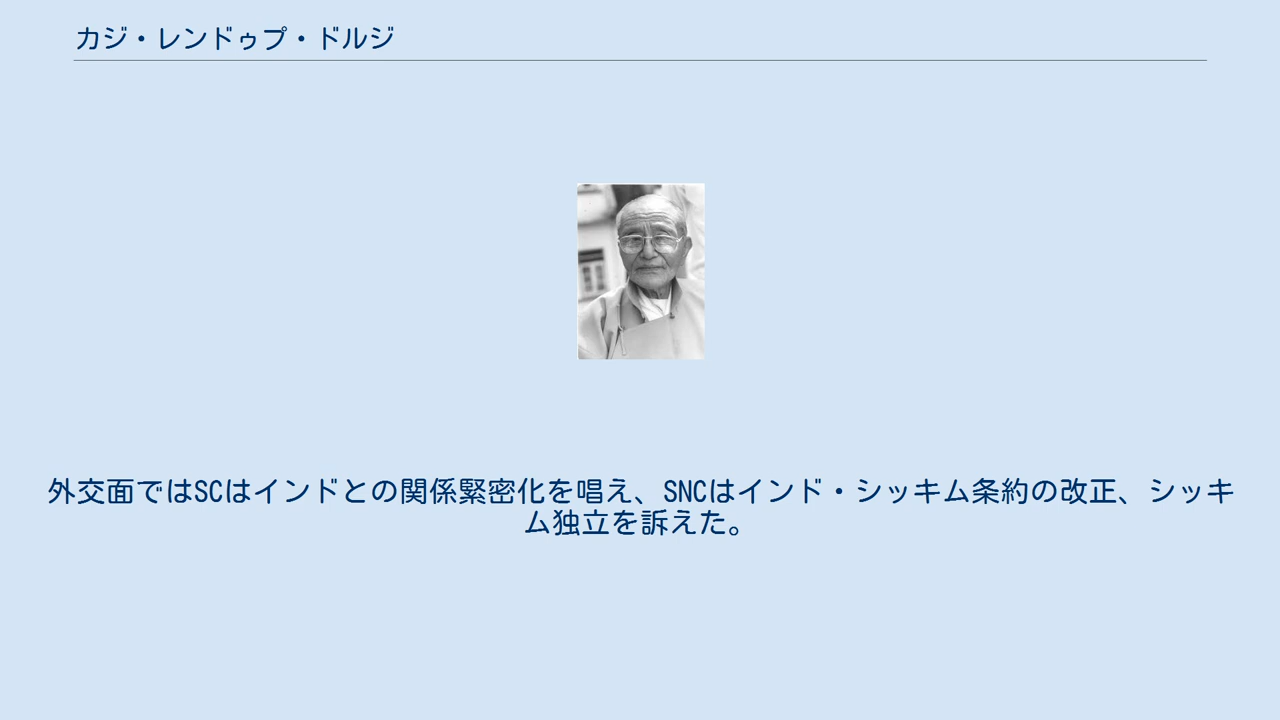 カジ・レンドゥプ・ドルジ
外交面ではSCはインドとの関係緊密化を唱え、SNCはインド・シッキム条約の改正、シッキ
ム独立を訴えた。